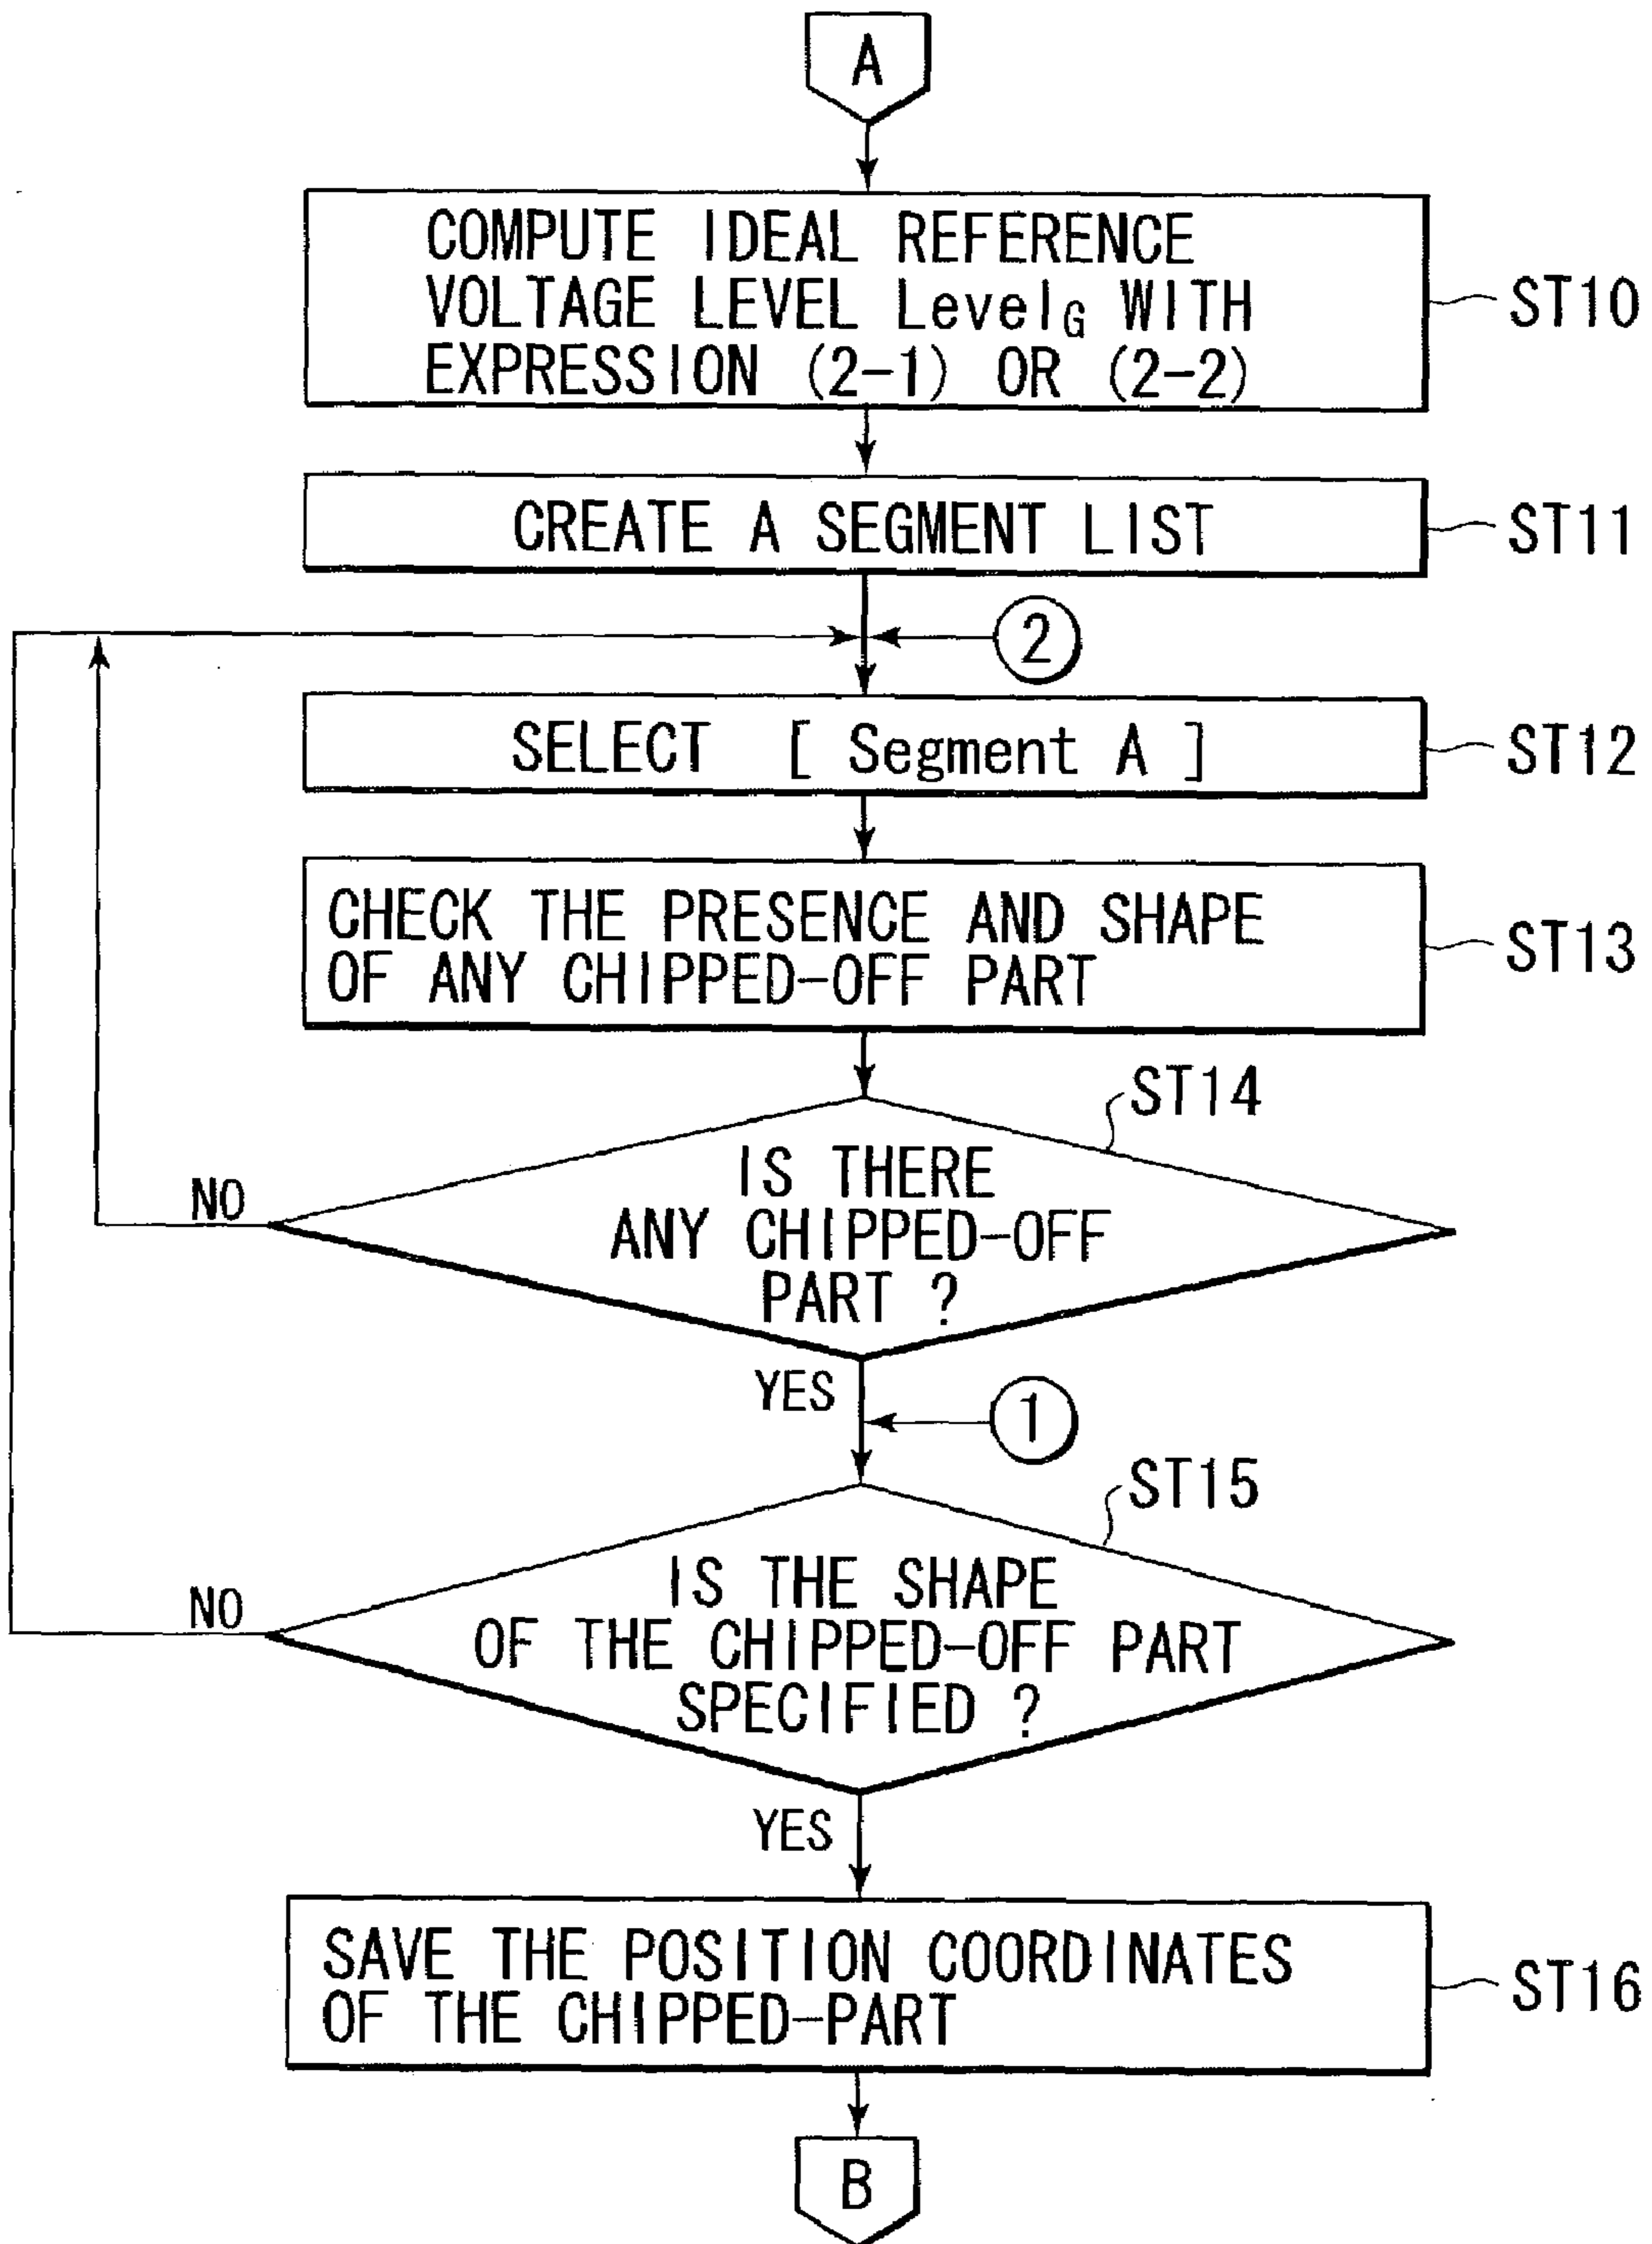 A
COMPUTE IDEAL REFERENCE
VOLTAGE LEVEL LevelG WITH
EXPRESSION (2-1) OR (2-2)
ST10
CREATE A SEGMENT LIST
ST11
2
SELECT [ Segment A ]
ST12
CHECK THE PRESENCE AND SHAPE
OF ANY CHIPPED-OFF PART
ST13
ST14
IS THERE
ANY CHIPPED-OFF
PART ?
NO
YES
1
ST15
IS THE SHAPE
OF THE CHIPPED-OFF PART
SPECIFIED ?
NO
YES
SAVE THE POSITION COORDINATES
OF THE CHIPPED-PART
ST16
B